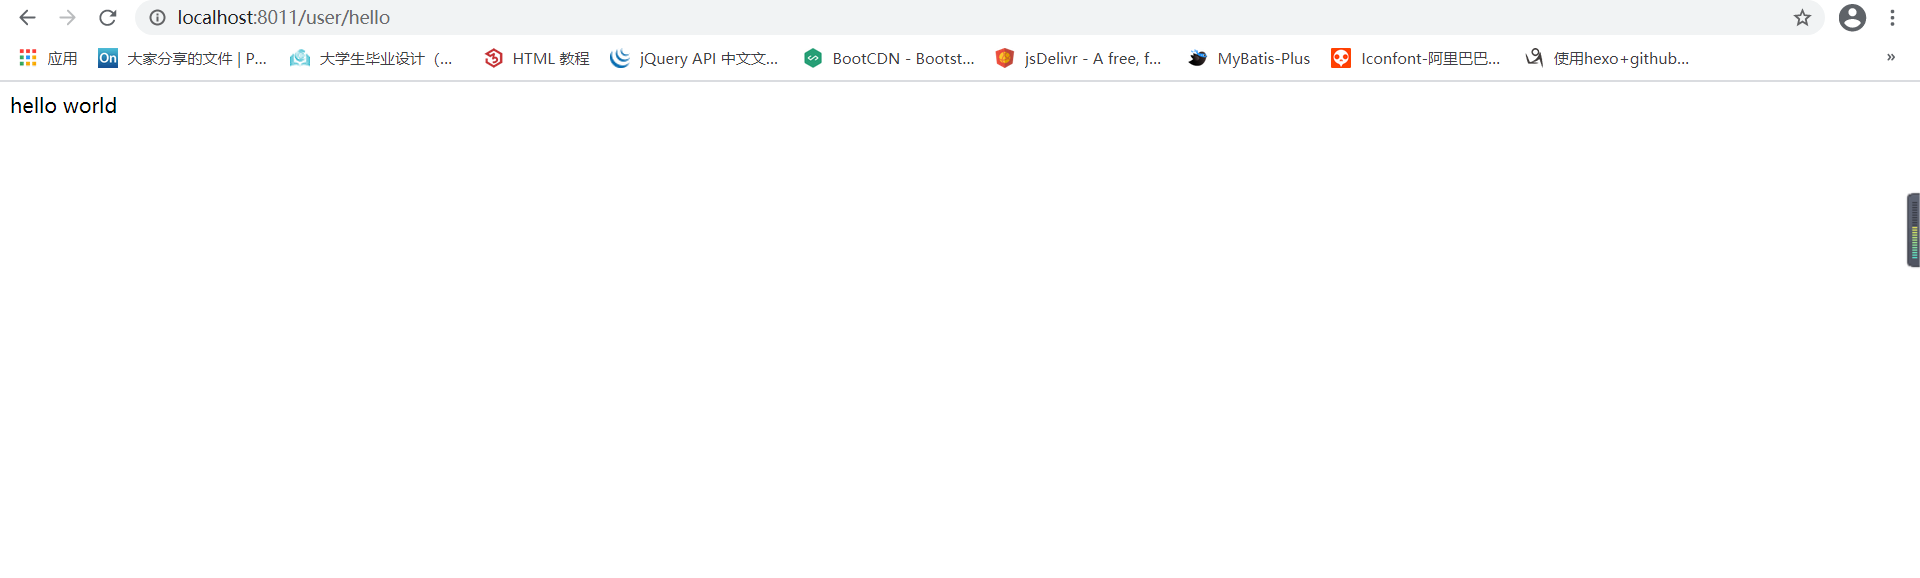 localhost:8011/user/hello
应用 On 大家分享的文件 | P... 大学生毕业设计（... HTML 教程 jQuery API 中文文... BootCDN - Bootst... jsDelivr - A free, f... MyBatis-Plus Iconfont-阿里巴巴... 使用hexo+github... »
hello world